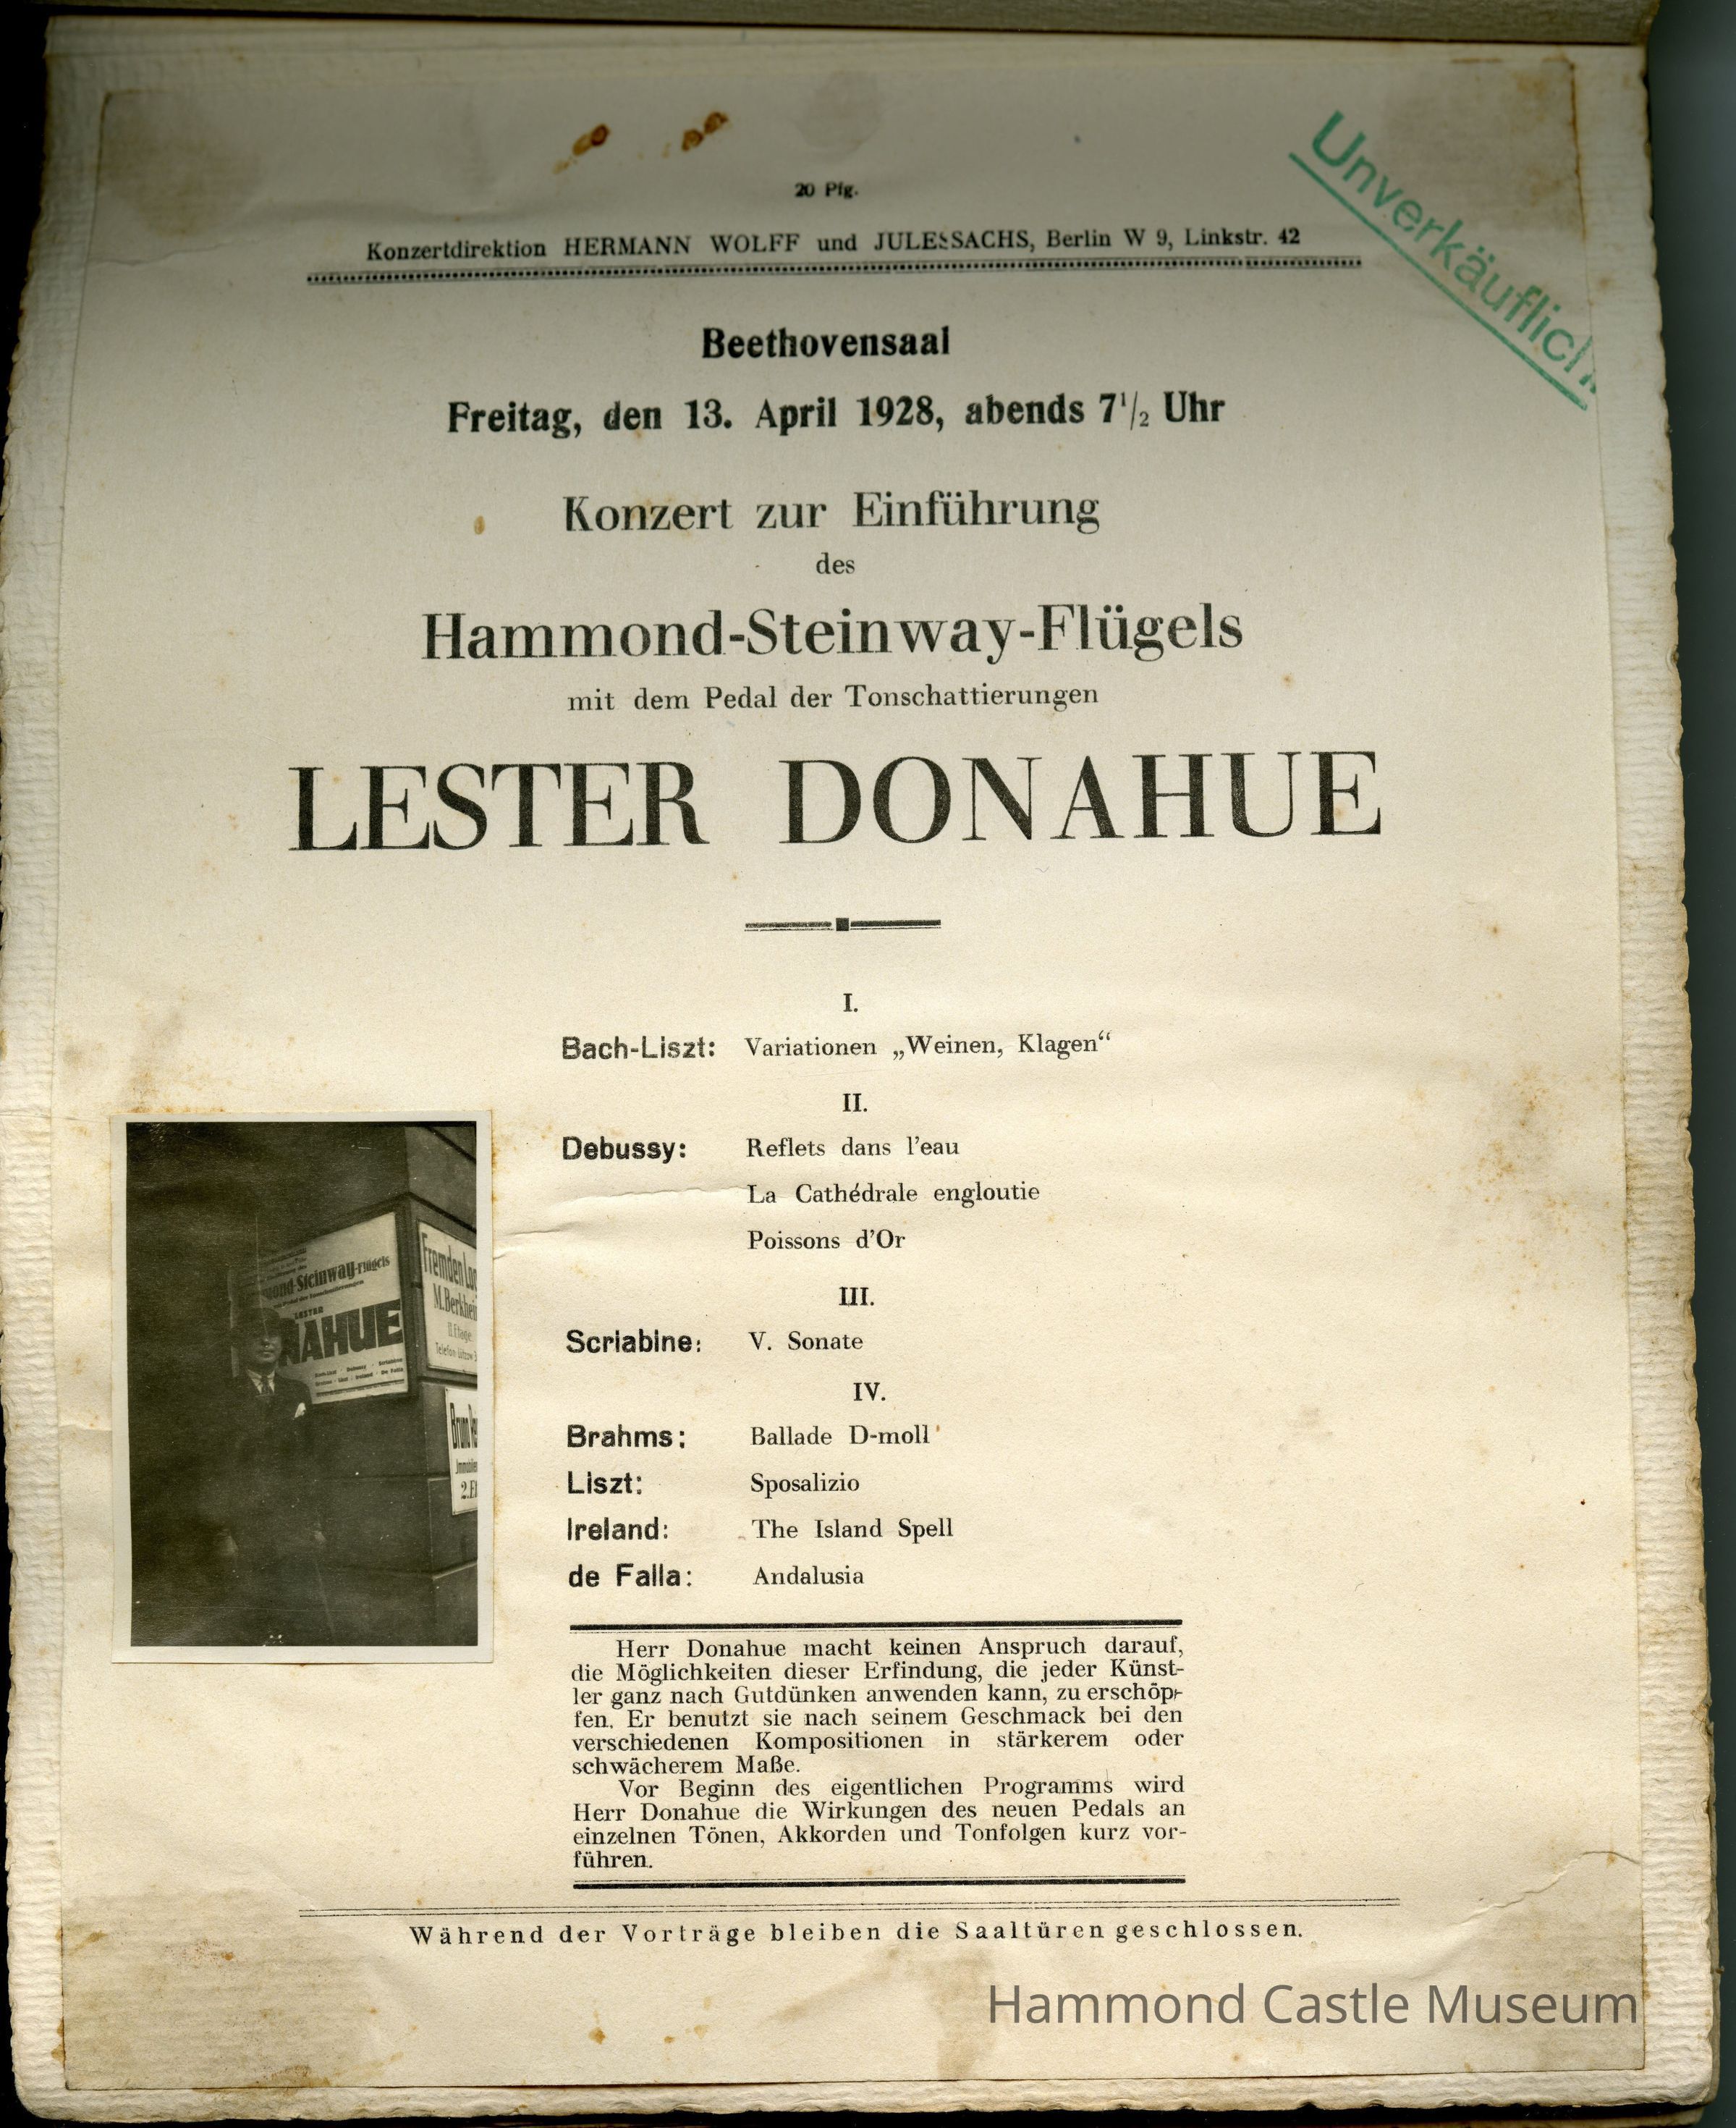 20 Pfg.
Unverkäuflich
Konzertdirektion HERMANN WOLFF und JULES SACHS, Berlin W 9, Linkstr. 42
Beethovensaal
Freitag, den 13. April 1928, abends 7 1/2 Uhr
Konzert zur Einführung
des
Hammond-Steinway-Flügels
mit dem Pedal der Tonschattierungen
LESTER DONAHUE
I.
Bach-Liszt: Variationen „Weinen, Klagen“
II.
Debussy: Reflets dans l'eau
La Cathédrale engloutie
Poissons d'Or
III.
Scriabine: V. Sonate
IV.
Brahms: Ballade D-moll
Liszt: Sposalizio
Ireland: The Island Spell
de Falla: Andalusia
Steinway-Flügels
LESTER
NAHUE
Fremden
M. Berkhei
II Etage
Telefon
2.
Herr Donahue macht keinen Anspruch darauf,
die Möglichkeiten dieser Erfindung, die jeder Künst-
ler ganz nach Gutdünken anwenden kann, zu erschöp-
fen. Er benutzt sie nach seinem Geschmack bei den
verschiedenen Kompositionen in stärkerem oder
schwächerem Maße.
Vor Beginn des eigentlichen Programms wird
Herr Donahue die Wirkungen des neuen Pedals an
einzelnen Tönen, Akkorden und Tonfolgen kurz vor-
führen.
Während der Vorträge bleiben die Saaltüren geschlossen.
Hammond Castle Museum